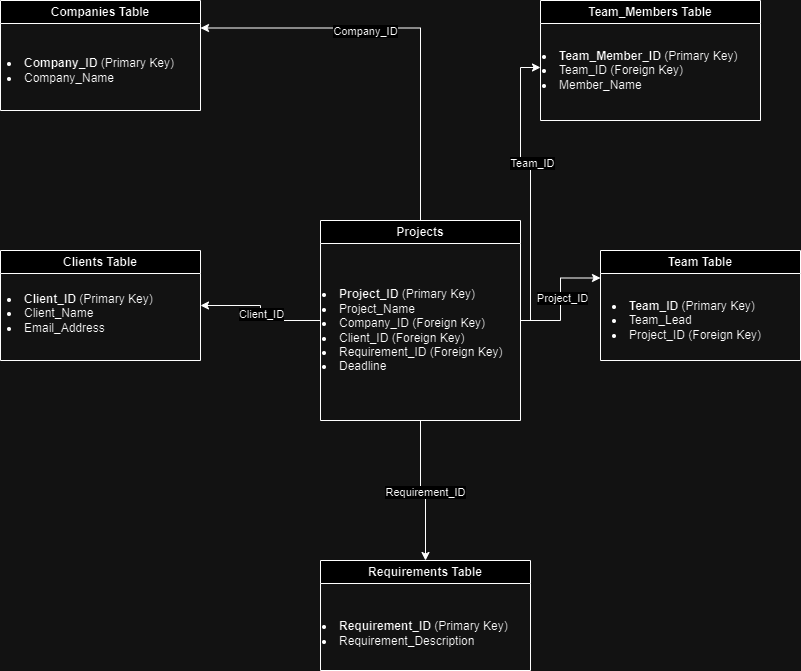 Companies Table
Company_ID (Primary Key)
Company_Name
Company_ID
Team_Members Table
Team_Member_ID (Primary Key)
Team_ID (Foreign Key)
Member_Name
Team_ID
Projects
Project_ID (Primary Key)
Project_Name
Company_ID (Foreign Key)
Client_ID (Foreign Key)
Requirement_ID (Foreign Key)
Deadline
Clients Table
Client_ID (Primary Key)
Client_Name
Email_Address
Client_ID
Project_ID
Team Table
Team_ID (Primary Key)
Team_Lead
Project_ID (Foreign Key)
Requirement_ID
Requirements Table
Requirement_ID (Primary Key)
Requirement_Description